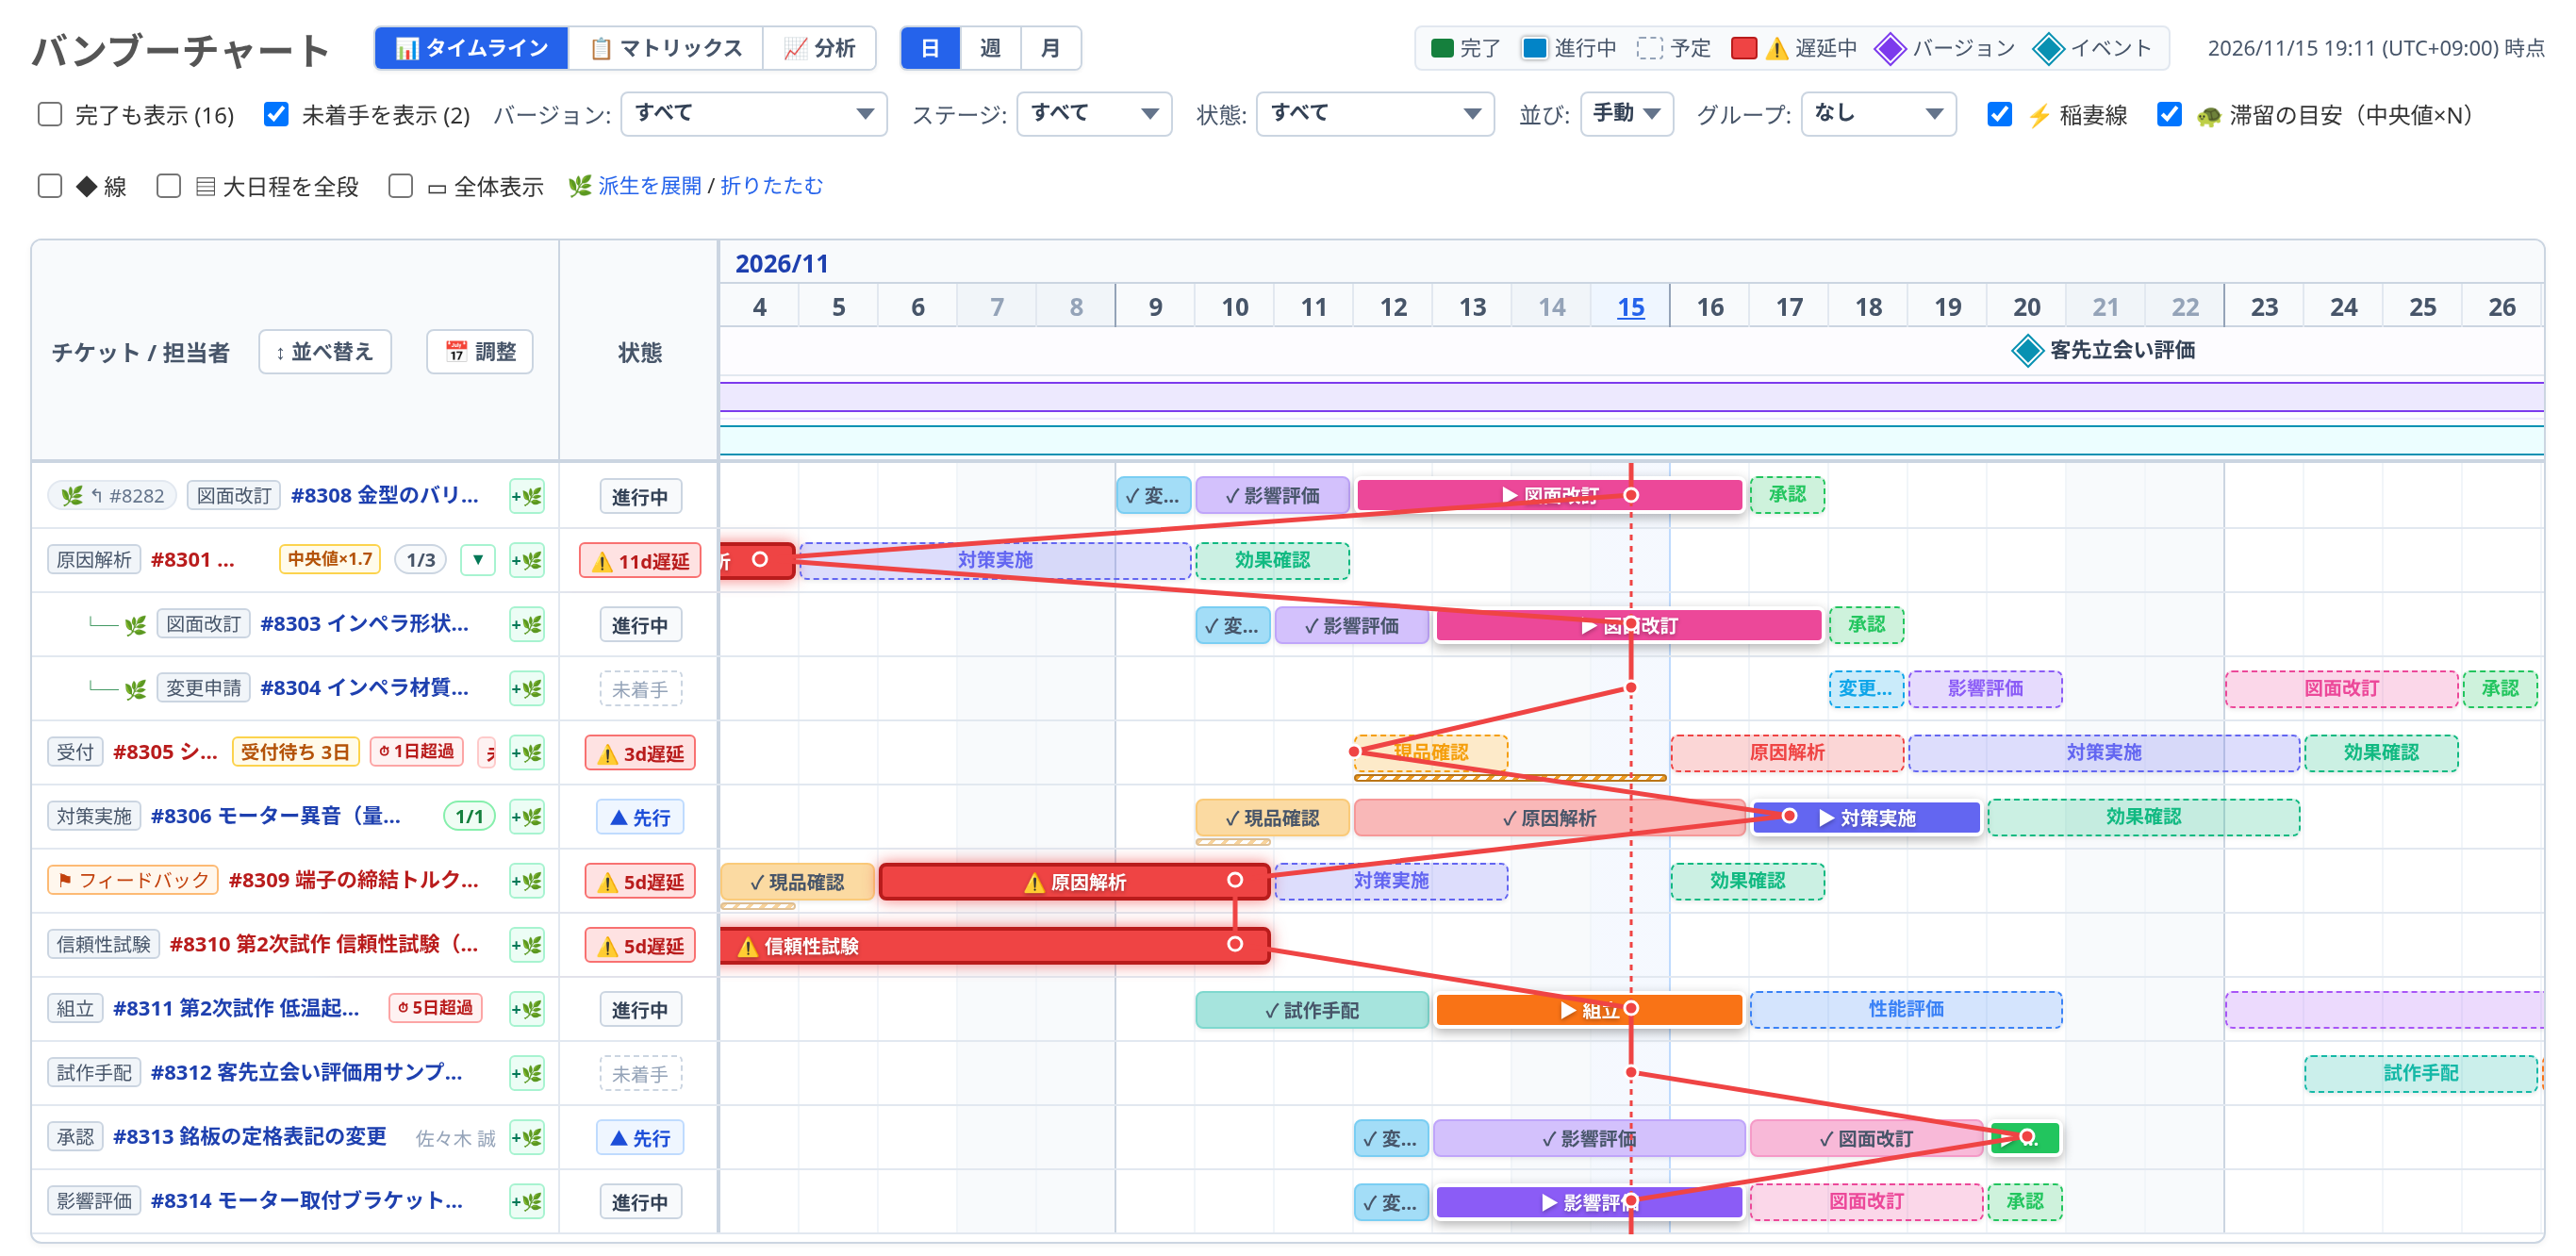 バンブーチャート 📊 タイムライン 📋 マトリックス 📈 分析 日 週 月 完了 進行中 予定 ⚠️ 遅延中 バージョン イベント 2026/11/15 19:11 (UTC+09:00) 時点
完了も表示 (16) 未着手を表示 (2) バージョン: すべて ステージ: すべて 状態: すべて 並び: 手動 グループ: なし ⚡ 稲妻線 🐢 滞留の目安（中央値×N）
◆ 線 ▤ 大日程を全段 ▭ 全体表示 🌿 派生を展開 / 折りたたむ
2026/11
4 5 6 7 8 9 10 11 12 13 14 15 16 17 18 19 20 21 22 23 24 25 26
チケット / 担当者 ↕ 並べ替え 📅 調整 状態 客先立会い評価
🌿 ↰ #8282 図面改訂 #8308 金型のバリ… +🌿 進行中 ✓ 変… ✓ 影響評価 ▶ 図面改訂 承認
原因解析 #8301 … 中央値×1.7 1/3 ▼ +🌿 ⚠️ 11d遅延 対策実施 効果確認
🌿 図面改訂 #8303 インペラ形状… +🌿 進行中 ✓ 変… ✓ 影響評価 ▶ 図面改訂 承認
🌿 変更申請 #8304 インペラ材質… +🌿 未着手 変更… 影響評価 図面改訂 承認
受付 #8305 シ… 受付待ち 3日 ⏱ 1日超過 +🌿 ⚠️ 3d遅延 現品確認 原因解析 対策実施 効果確認
対策実施 #8306 モーター異音（量… 1/1 +🌿 ▲ 先行 ✓ 現品確認 ✓ 原因解析 ▶ 対策実施 効果確認
⚑ フィードバック #8309 端子の締結トルク… +🌿 ⚠️ 5d遅延 ✓ 現品確認 ⚠️ 原因解析 対策実施 効果確認
信頼性試験 #8310 第2次試作 信頼性試験（… +🌿 ⚠️ 5d遅延 ⚠️ 信頼性試験
組立 #8311 第2次試作 低温起… ⏱ 5日超過 +🌿 進行中 ✓ 試作手配 ▶ 組立 性能評価
試作手配 #8312 客先立会い評価用サンプ… +🌿 未着手 試作手配
承認 #8313 銘板の定格表記の変更 佐々木 誠 +🌿 ▲ 先行 ✓ 変… ✓ 影響評価 ✓ 図面改訂
影響評価 #8314 モーター取付ブラケット… +🌿 進行中 ✓ 変… ▶ 影響評価 図面改訂 承認